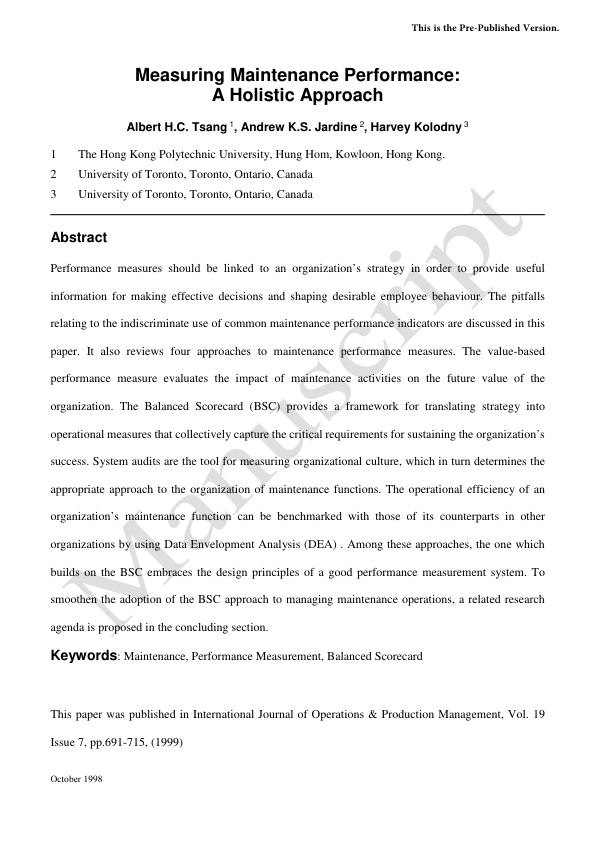 This is the Pre-Published Version.
Measuring Maintenance Performance:
A Holistic Approach
Albert H.C. Tsang 1, Andrew K.S. Jardine 2, Harvey Kolodny 3
1 The Hong Kong Polytechnic University, Hung Hom, Kowloon, Hong Kong.
2 University of Toronto, Toronto, Ontario, Canada
3 University of Toronto, Toronto, Ontario, Canada
Abstract
Performance measures should be linked to an organization's strategy in order to provide useful
information for making effective decisions and shaping desirable employee behaviour. The pitfalls
relating to the indiscriminate use of common maintenance performance indicators are discussed in this
paper. It also reviews four approaches to maintenance performance measures. The value-based
performance measure evaluates the impact of maintenance activities on the future value of the
organization. The Balanced Scorecard (BSC) provides a framework for translating strategy into
operational measures that collectively capture the critical requirements for sustaining the organization's
success. System audits are the tool for measuring organizational culture, which in turn determines the
appropriate approach to the organization of maintenance functions. The operational efficiency of an
organization's maintenance function can be benchmarked with those of its counterparts in other
organizations by using Data Envelopment Analysis (DEA) . Among these approaches, the one which
builds on the BSC embraces the design principles of a good performance measurement system. To
smoothen the adoption of the BSC approach to managing maintenance operations, a related research
agenda is proposed in the concluding section.
Keywords: Maintenance, Performance Measurement, Balanced Scorecard
This paper was published in International Journal of Operations & Production Management, Vol. 19
Issue 7, pp.691-715, (1999)
October 1998
Manuscript